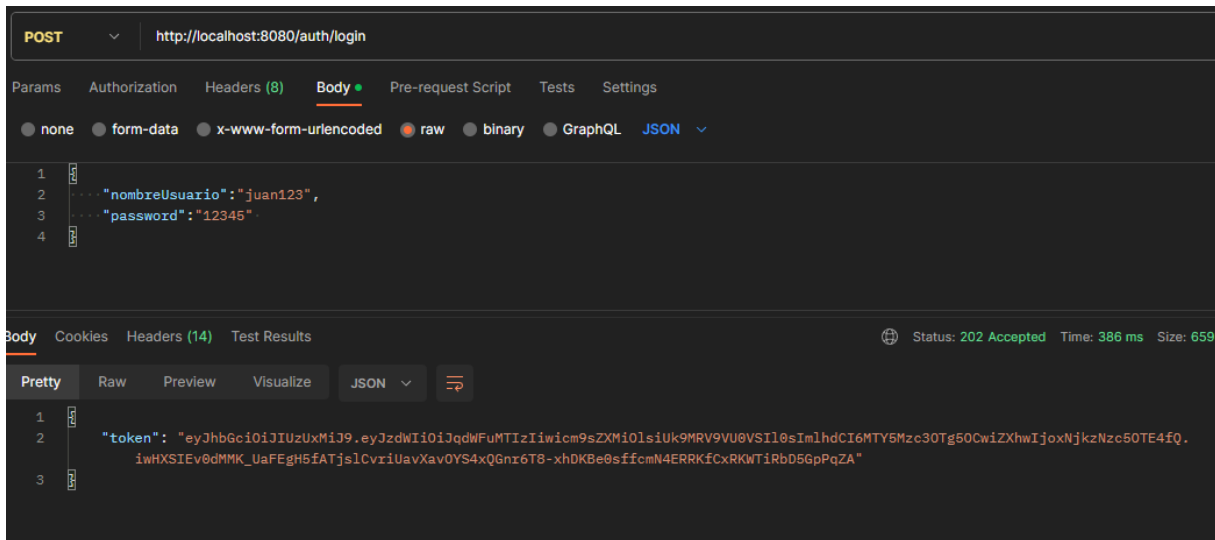 POST http://localhost:8080/auth/login
Params Authorization Headers (8) Body Pre-request Script Tests Settings
none form-data x-www-form-urlencoded raw binary GraphQL JSON
1 {
2 "nombreUsuario":"juan123",
3 "password":"12345"
4 }
Body Cookies Headers (14) Test Results Status: 202 Accepted Time: 386 ms Size: 659
Pretty Raw Preview Visualize JSON
1 {
2 "token": "eyJhbGciOiJIUzUxMiJ9.eyJzdWIiOiJqdWFuMTIzIiwicm9sZXMiOlsiUk9MRV9VU0VSIl0sImlhdCI6MTY5Mzc3OTg5OCwiZXhwIjoxNjkzNzc5OTE4fQ.
iwHXSIEv0dMMK_UaFEgH5fATjslCvriUavXavOYS4xQGnr6T8-xhDKBe0sffcmN4ERRKfCxRKWTiRbD5GpPqZA"
3 }